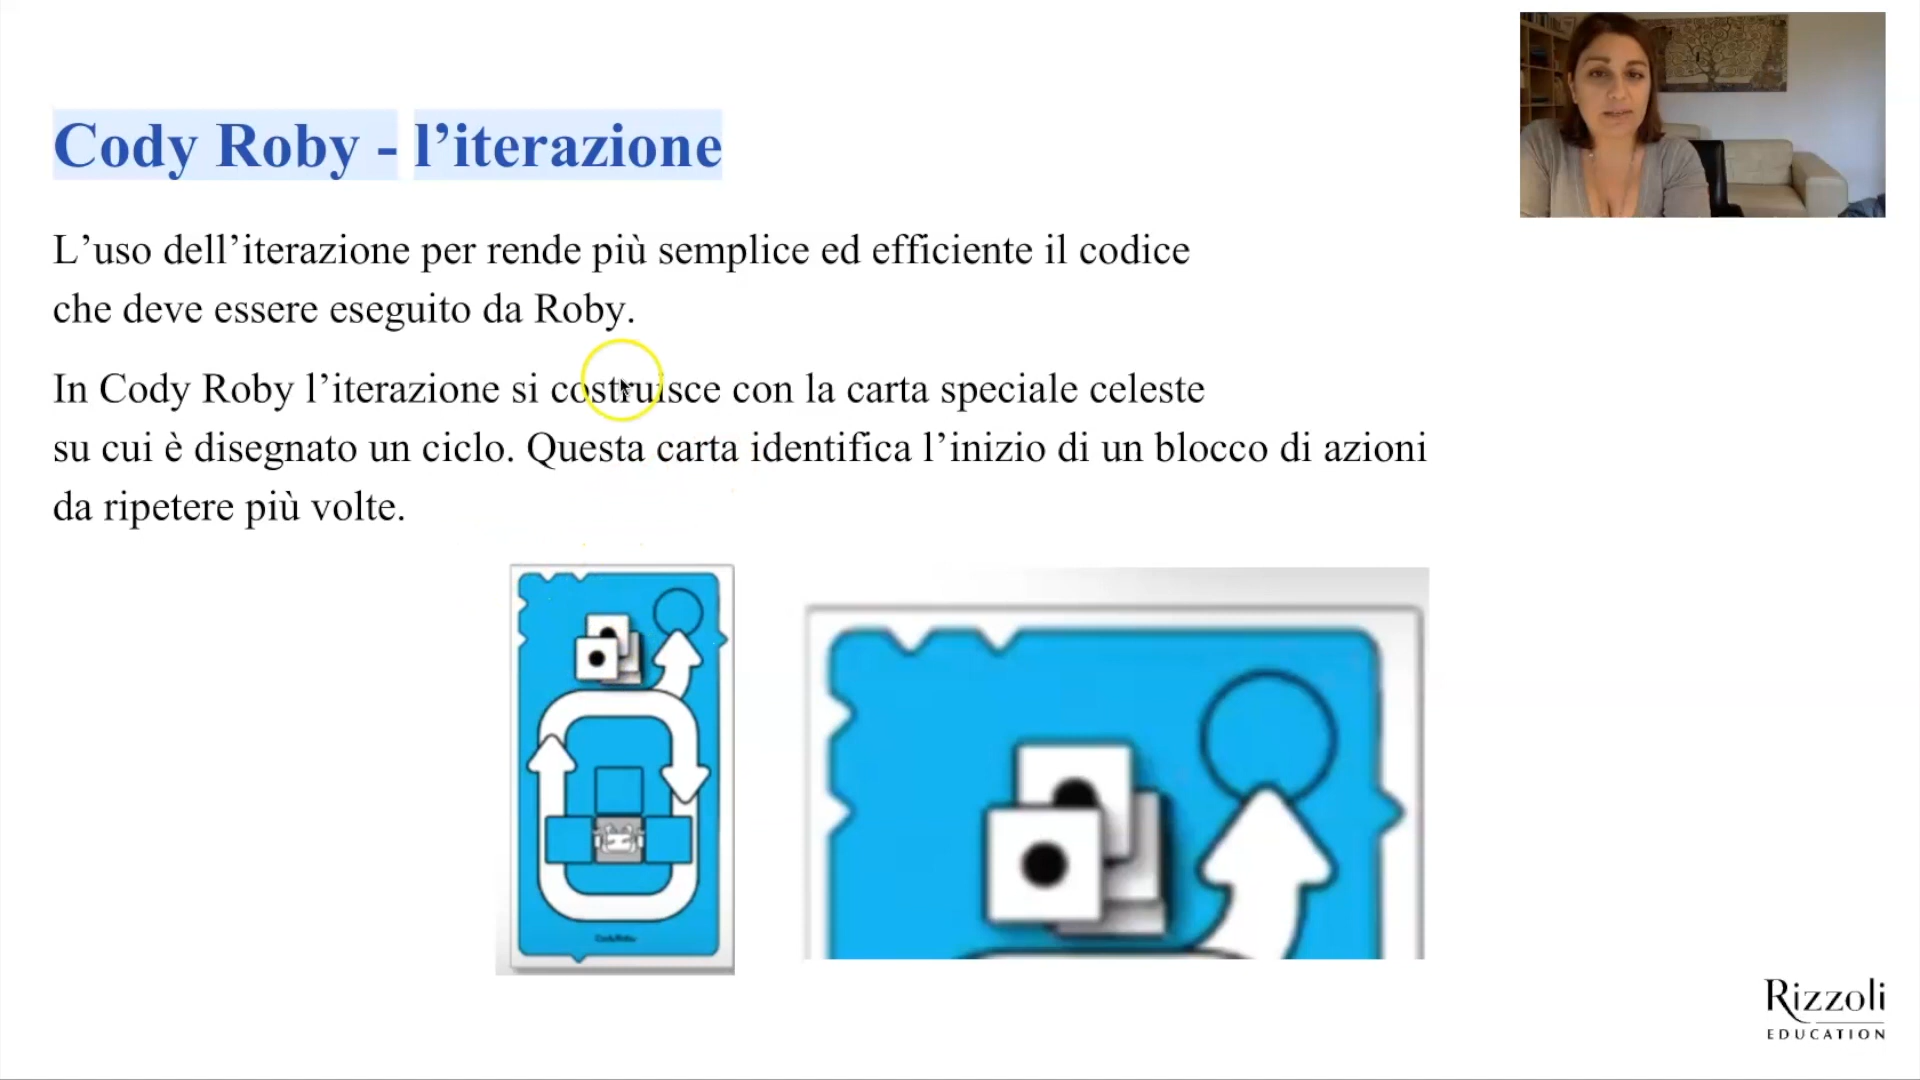 Cody Roby - l’iterazione
L’uso dell’iterazione per rende più semplice ed efficiente il codice
che deve essere eseguito da Roby.
In Cody Roby l’iterazione si costruisce con la carta speciale celeste
su cui è disegnato un ciclo. Questa carta identifica l’inizio di un blocco di azioni
da ripetere più volte.
Rizzoli
EDUCATION